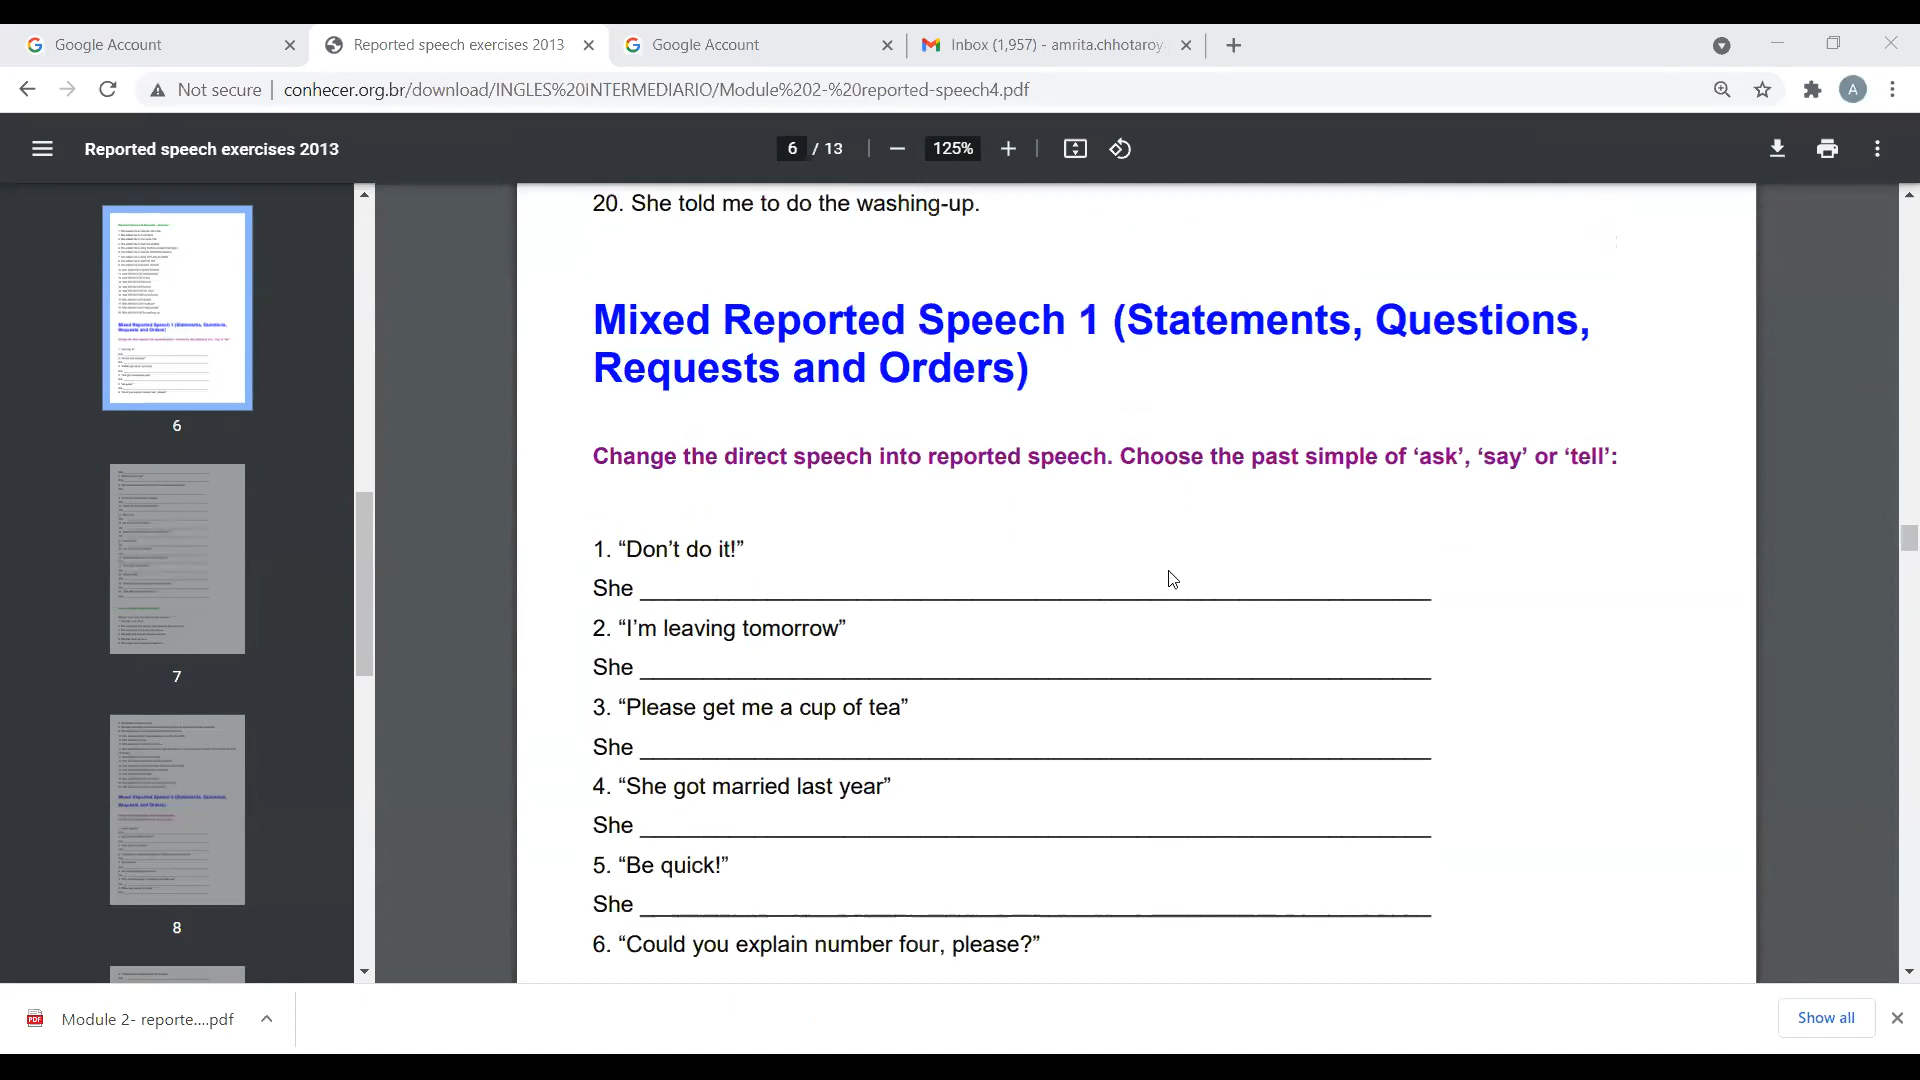 Google Account
Reported speech exercises 2013
Google Account
Inbox (1,957) - amrita.chhotaroy
Not secure
conhecer.org.br/download/INGLES%20INTERMEDIARIO/Module%202-%20reported-speech4.pdf
A
Reported speech exercises 2013
6 / 13
125%
6
7
8
20. She told me to do the washing-up.
Mixed Reported Speech 1 (Statements, Questions,
Requests and Orders)
Change the direct speech into reported speech. Choose the past simple of ‘ask’, ‘say’ or ‘tell’:
1. “Don’t do it!”
She
2. “I’m leaving tomorrow”
She
3. “Please get me a cup of tea”
She
4. “She got married last year”
She
5. “Be quick!”
She
6. “Could you explain number four, please?”
PDF
Module 2- reporte....pdf
Show all